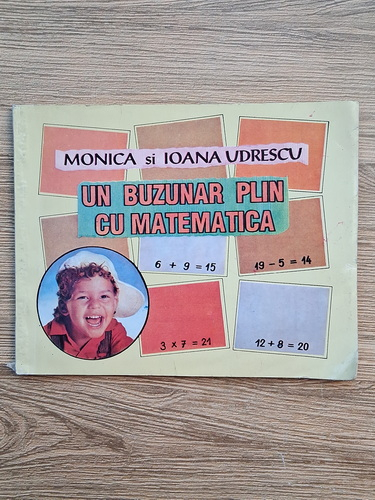 MONICA si IOANA UDRESCU
UN BUZUNAR PLIN
CU MATEMATICA
6 + 9 = 15
19 - 5 = 14
3 x 7 = 21
12 + 8 = 20